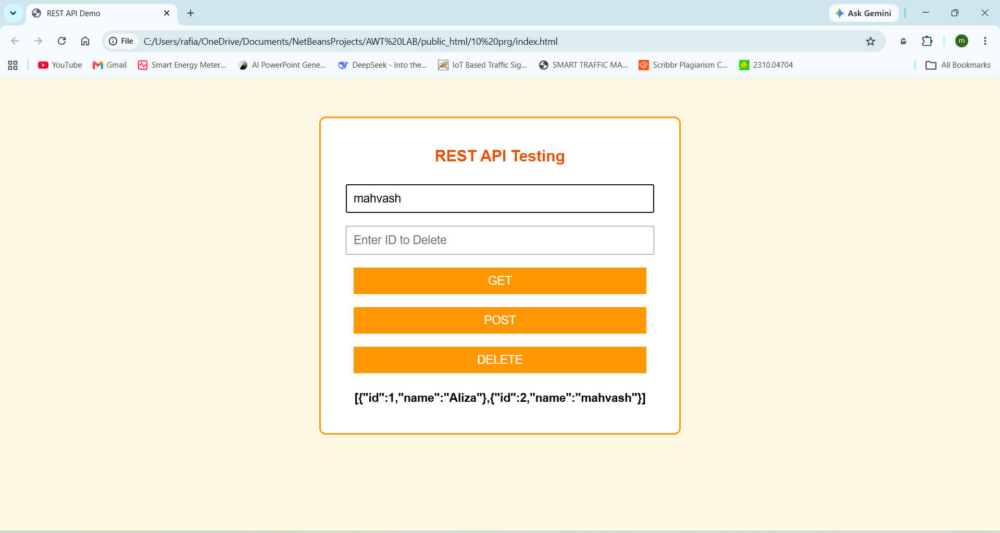 REST API Demo
Ask Gemini
File
C:/Users/rafia/OneDrive/Documents/NetBeansProjects/AWT%20LAB/public_html/10%20prg/index.html
m
YouTube
Gmail
Smart Energy Meter...
AI PowerPoint Gene...
DeepSeek - Into the...
IoT Based Traffic Sig...
SMART TRAFFIC MA...
Scribbr Plagiarism C...
2310.04704
All Bookmarks
REST API Testing
mahvash
Enter ID to Delete
GET
POST
DELETE
[{"id":1,"name":"Aliza"},{"id":2,"name":"mahvash"}]